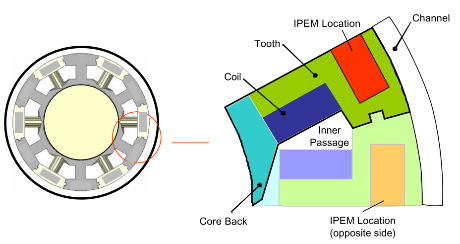 IPEM Location
Channel
Tooth
Coil
Inner
Passage
Core Back
IPEM Location
(opposite side)